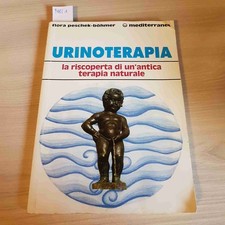 flora peschek-böhmer mediterranee
URINOTERAPIA
la riscoperta di un'antica
terapia naturale